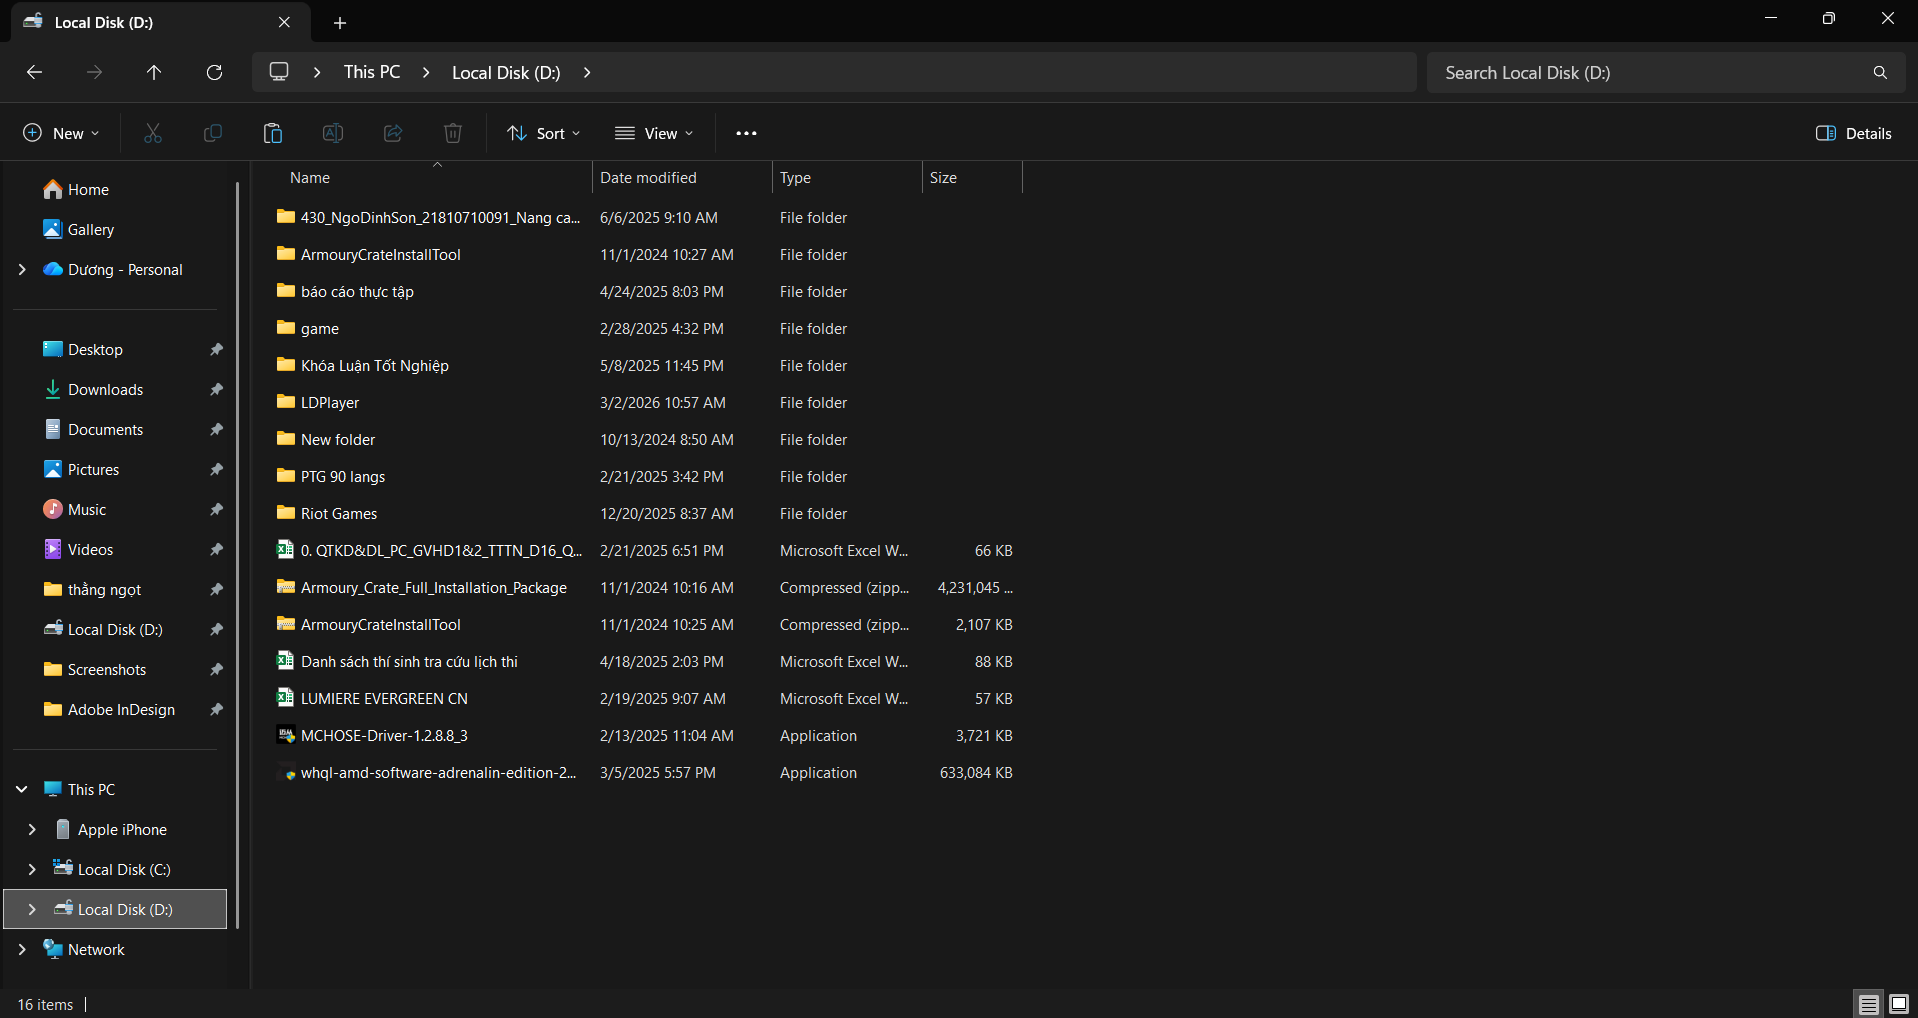 Local Disk (D:)
This PC > Local Disk (D:) >
Search Local Disk (D:)
New
Sort
View
Details
Home
Gallery
Dương - Personal
Desktop
Downloads
Documents
Pictures
Music
Videos
thằng ngọt
Local Disk (D:)
Screenshots
Adobe InDesign
This PC
Apple iPhone
Local Disk (C:)
Local Disk (D:)
Network
Name Date modified Type Size
430_NgoDinhSon_21810710091_Nang ca... 6/6/2025 9:10 AM File folder
ArmouryCrateInstallTool 11/1/2024 10:27 AM File folder
báo cáo thực tập 4/24/2025 8:03 PM File folder
game 2/28/2025 4:32 PM File folder
Khóa Luận Tốt Nghiệp 5/8/2025 11:45 PM File folder
LDPlayer 3/2/2026 10:57 AM File folder
New folder 10/13/2024 8:50 AM File folder
PTG 90 langs 2/21/2025 3:42 PM File folder
Riot Games 12/20/2025 8:37 AM File folder
0. QTKD&DL_PC_GVHD1&2_TTTN_D16_Q... 2/21/2025 6:51 PM Microsoft Excel W... 66 KB
Armoury_Crate_Full_Installation_Package 11/1/2024 10:16 AM Compressed (zipp... 4,231,045 ...
ArmouryCrateInstallTool 11/1/2024 10:25 AM Compressed (zipp... 2,107 KB
Danh sách thí sinh tra cứu lịch thi 4/18/2025 2:03 PM Microsoft Excel W... 88 KB
LUMIERE EVERGREEN CN 2/19/2025 9:07 AM Microsoft Excel W... 57 KB
MCHOSE-Driver-1.2.8.8_3 2/13/2025 11:04 AM Application 3,721 KB
whql-amd-software-adrenalin-edition-2... 3/5/2025 5:57 PM Application 633,084 KB
16 items